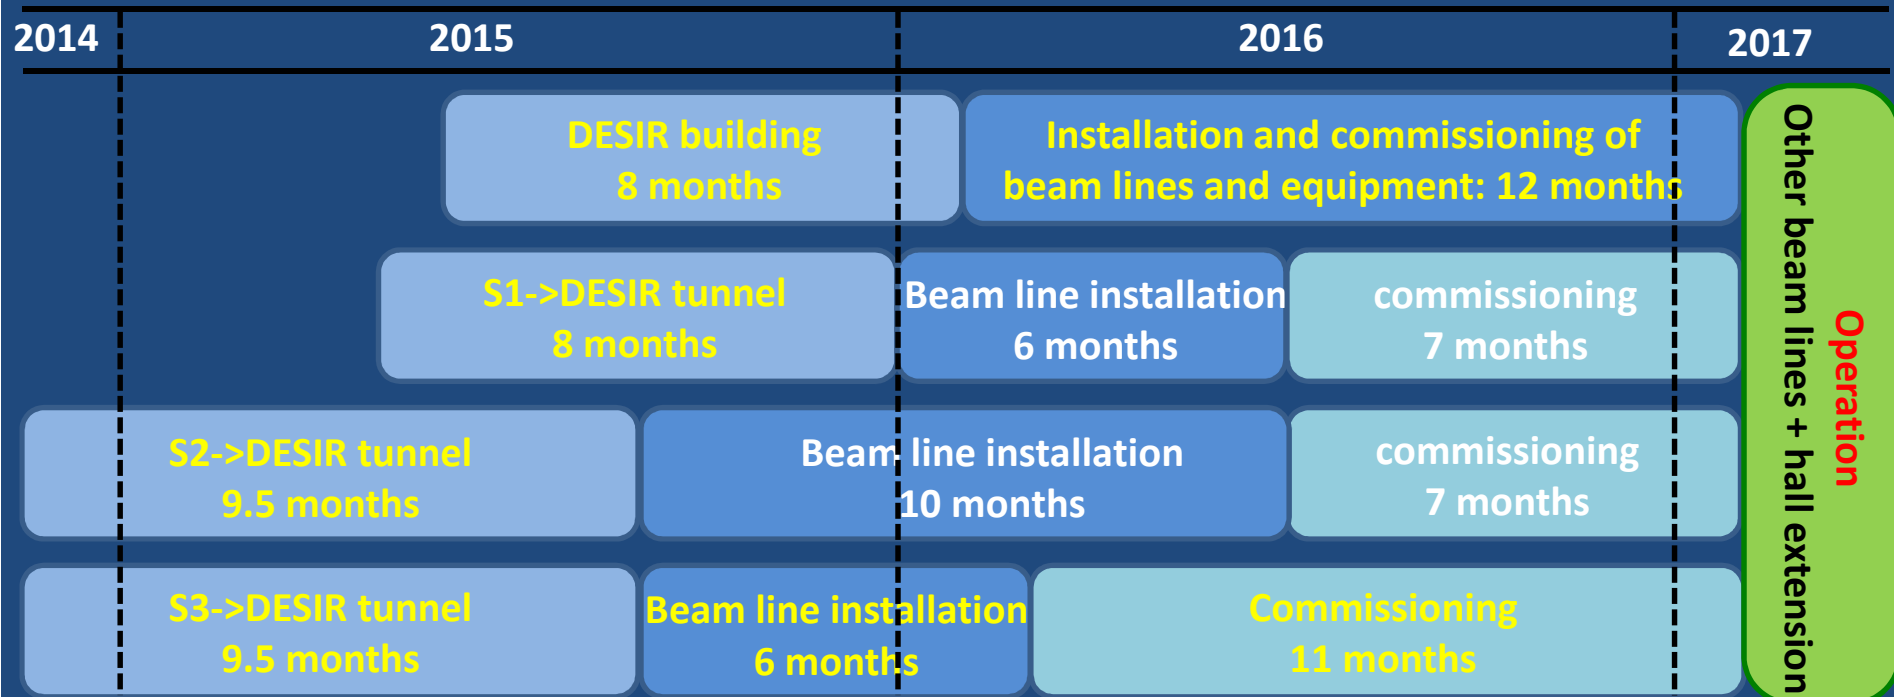 2014
2015
2016
2017
DESIR building
8 months
Installation and commissioning of
beam lines and equipment: 12 months
S1->DESIR tunnel
8 months
Beam line installation
6 months
commissioning
7 months
S2->DESIR tunnel
9.5 months
Beam line installation
10 months
commissioning
7 months
S3->DESIR tunnel
9.5 months
Beam line installation
6 months
Commissioning
11 months
Operation
Other beam lines + hall extension